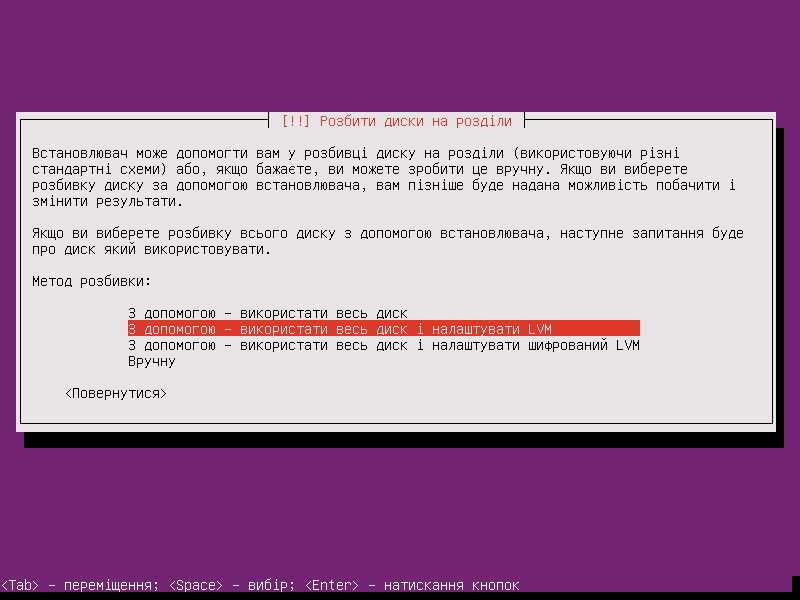 [!!] Розбити диски на розділи
Встановлювач може допомогти вам у розбивці диску на розділи (використовуючи різні
стандартні схеми) або, якщо бажаєте, ви можете зробити це вручну. Якщо ви виберете
розбивку диску за допомогою встановлювача, вам пізніше буде надана можливість побачити і
змінити результати.
Якщо ви виберете розбивку всього диску з допомогою встановлювача, наступне запитання буде
про диск який використовувати.
Метод розбивки:
З допомогою – використати весь диск
З допомогою – використати весь диск і налаштувати LVM
З допомогою – використати весь диск і налаштувати шифрований LVM
Вручну
<Повернутися>
<Tab> – переміщення; <Space> – вибір; <Enter> – натискання кнопок